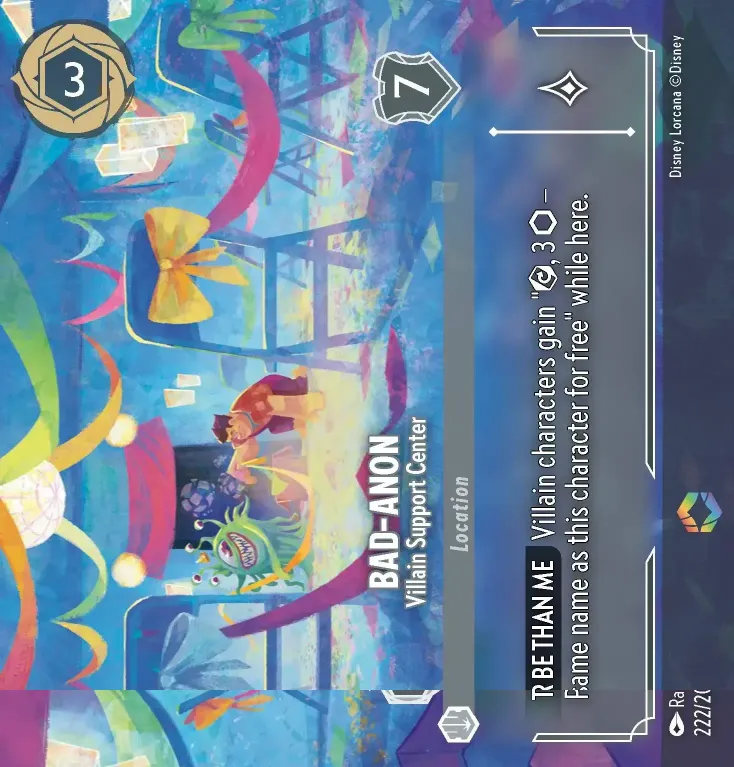 3
7
BAD-ANON
Villain Support Center
Location
BE THAN ME Villain characters gain "⟳, 3 ⬡ –
name as this character for free" while here.
Ra
222/2
Disney Lorcana ©Disney